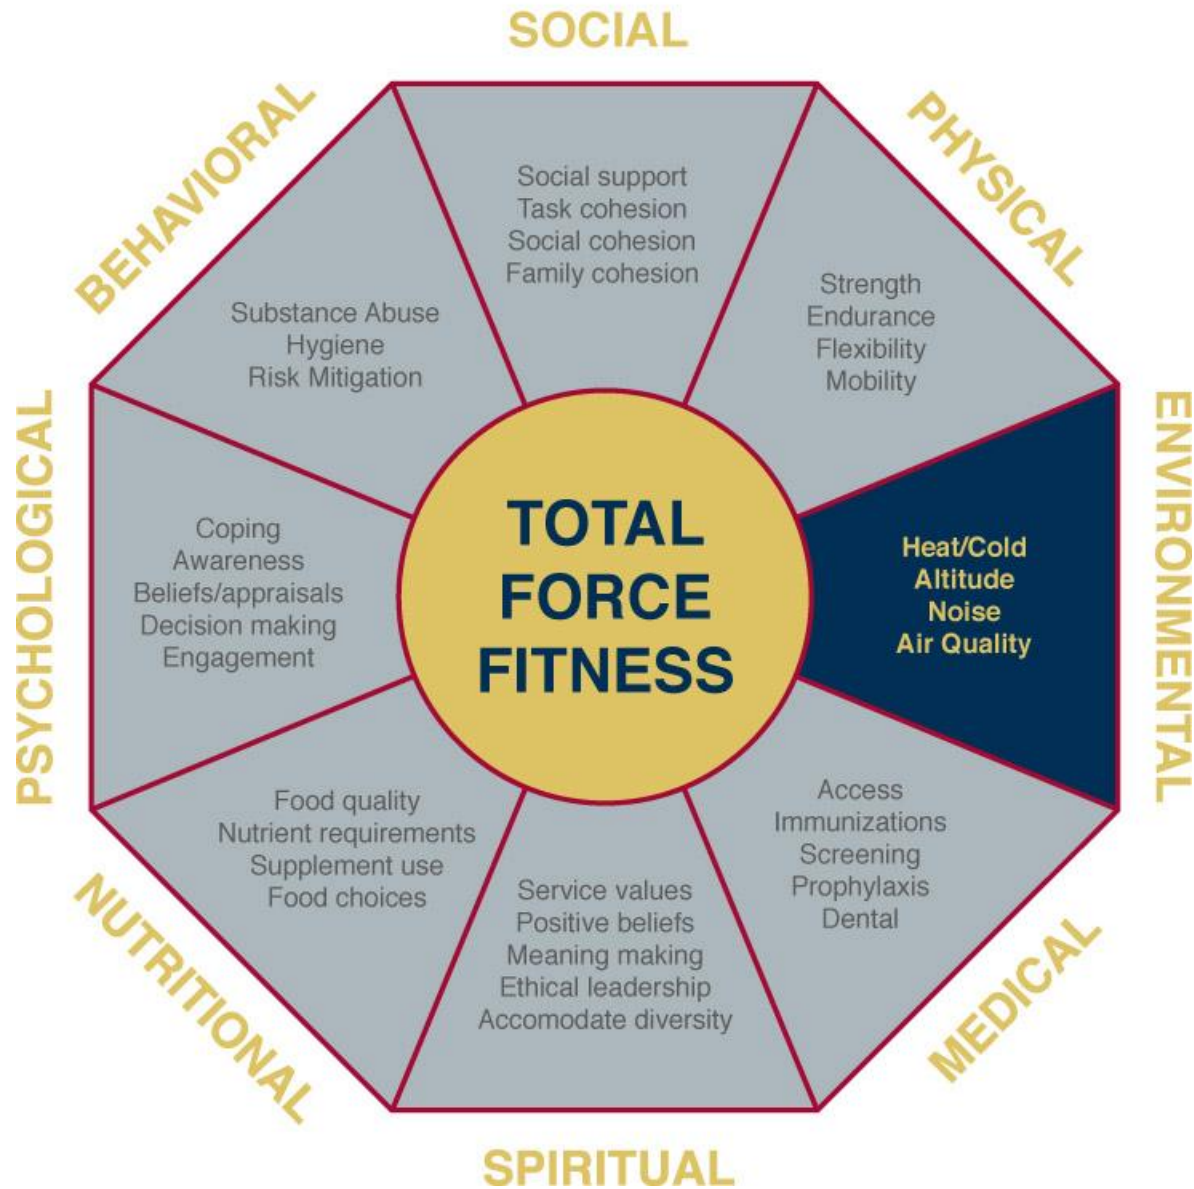 SOCIAL
PHYSICAL
ENVIRONMENTAL
MEDICAL
SPIRITUAL
NUTRITIONAL
PSYCHOLOGICAL
BEHAVIORAL
Social support
Task cohesion
Social cohesion
Family cohesion
Strength
Endurance
Flexibility
Mobility
Heat/Cold
Altitude
Noise
Air Quality
Access
Immunizations
Screening
Prophylaxis
Dental
Service values
Positive beliefs
Meaning making
Ethical leadership
Accomodate diversity
Food quality
Nutrient requirements
Supplement use
Food choices
Coping
Awareness
Beliefs/appraisals
Decision making
Engagement
Substance Abuse
Hygiene
Risk Mitigation
TOTAL
FORCE
FITNESS